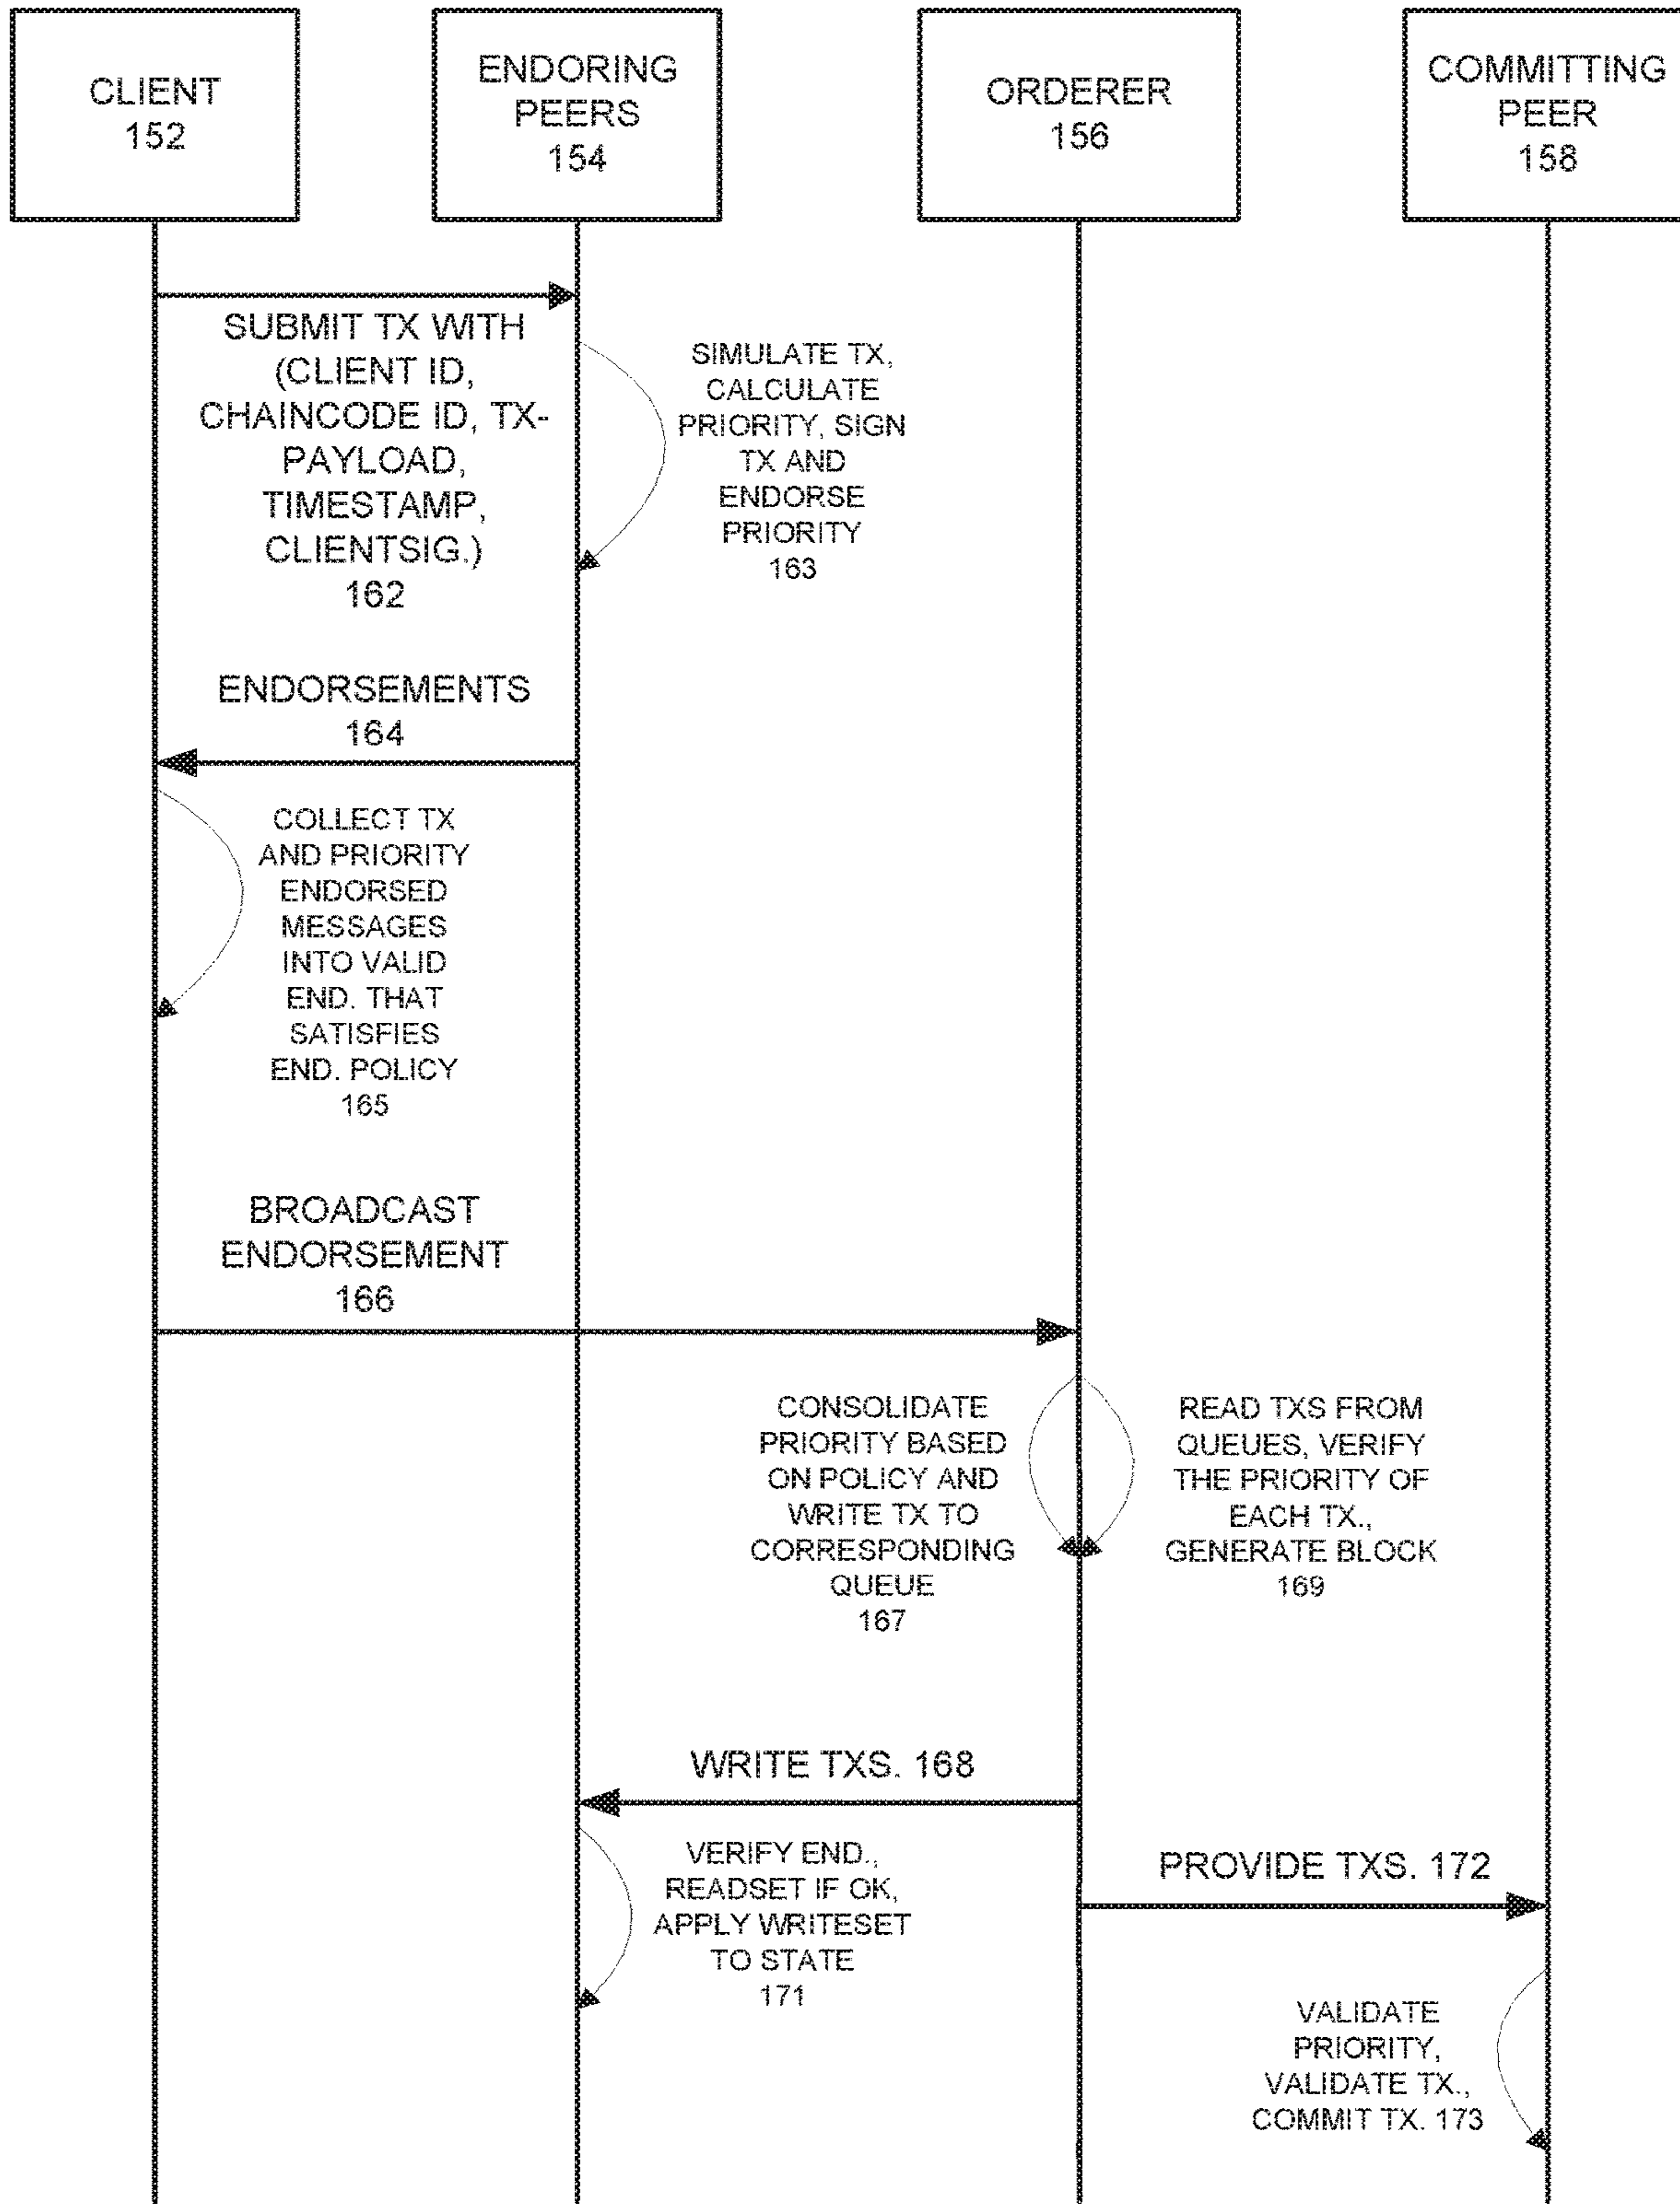 CLIENT
152
ENDORING
PEERS
154
ORDERER
156
COMMITTING
PEER
158
SUBMIT TX WITH
(CLIENT ID,
CHAINCODE ID, TX-
PAYLOAD,
TIMESTAMP,
CLIENTSIG.)
162
SIMULATE TX,
CALCULATE
PRIORITY, SIGN
TX AND
ENDORSE
PRIORITY
163
ENDORSEMENTS
164
COLLECT TX
AND PRIORITY
ENDORSED
MESSAGES
INTO VALID
END. THAT
SATISFIES
END. POLICY
165
BROADCAST
ENDORSEMENT
166
CONSOLIDATE
PRIORITY BASED
ON POLICY AND
WRITE TX TO
CORRESPONDING
QUEUE
167
READ TXS FROM
QUEUES, VERIFY
THE PRIORITY OF
EACH TX.,
GENERATE BLOCK
169
WRITE TXS. 168
VERIFY END.,
READSET IF OK,
APPLY WRITESET
TO STATE
171
PROVIDE TXS. 172
VALIDATE
PRIORITY,
VALIDATE TX.,
COMMIT TX. 173